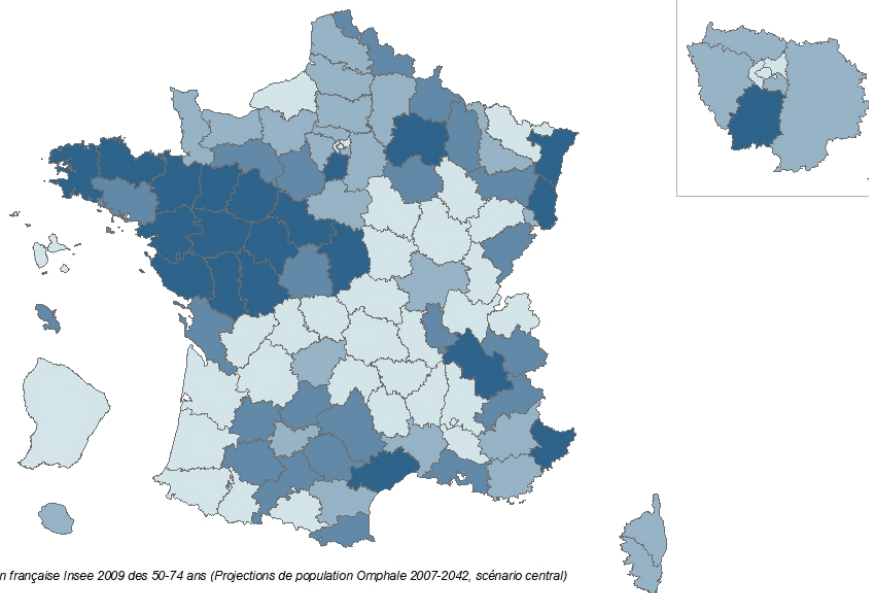 n française Insee 2009 des 50-74 ans (Projections de population Omphale 2007-2042, scénario central)